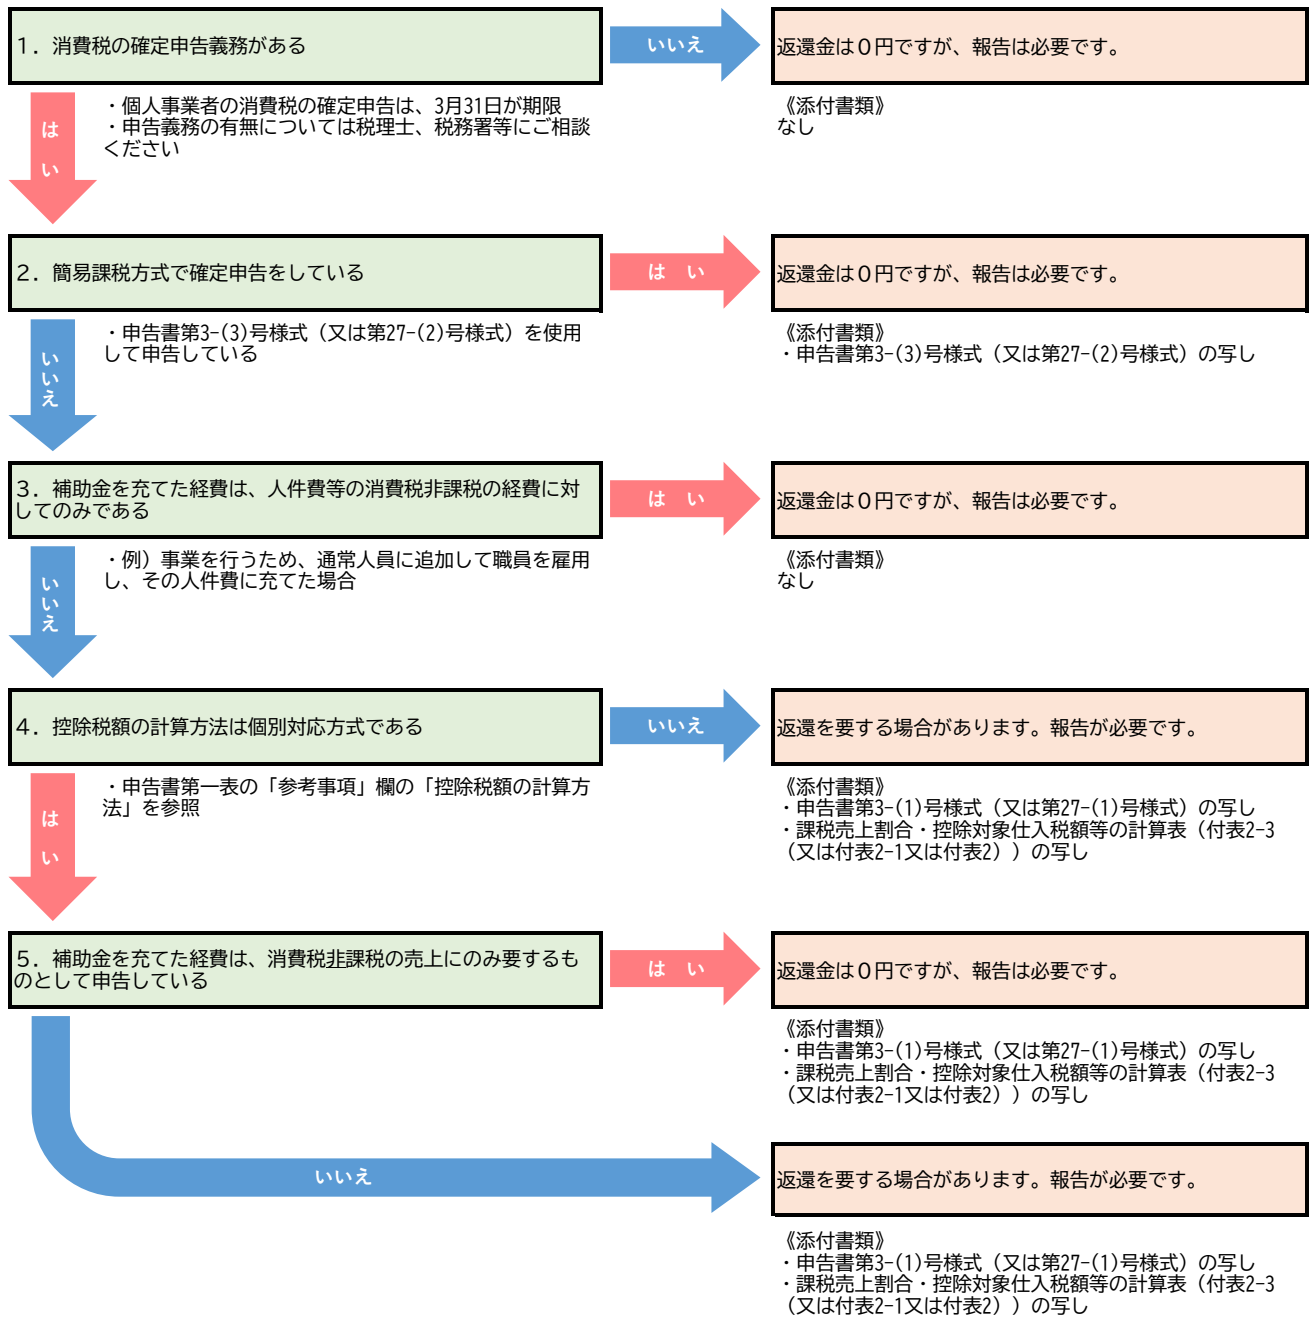 １．消費税の確定申告義務がある
いいえ
返還金は０円ですが、報告は必要です。
はい
・個人事業者の消費税の確定申告は、3月31日が期限
・申告義務の有無については税理士、税務署等にご相談
ください
《添付書類》
なし
２．簡易課税方式で確定申告をしている
は　い
返還金は０円ですが、報告は必要です。
いいえ
・申告書第3-(3)号様式（又は第27-(2)号様式）を使用
して申告している
《添付書類》
・申告書第3-(3)号様式（又は第27-(2)号様式）の写し
３．補助金を充てた経費は、人件費等の消費税非課税の経費に対
してのみである
は　い
返還金は０円ですが、報告は必要です。
いいえ
・例）事業を行うため、通常人員に追加して職員を雇用
し、その人件費に充てた場合
《添付書類》
なし
４．控除税額の計算方法は個別対応方式である
いいえ
返還を要する場合があります。報告が必要です。
はい
・申告書第一表の「参考事項」欄の「控除税額の計算方
法」を参照
《添付書類》
・申告書第3-(1)号様式（又は第27-(1)号様式）の写し
・課税売上割合・控除対象仕入税額等の計算表（付表2-3
（又は付表2-1又は付表2））の写し
５．補助金を充てた経費は、消費税非課税の売上にのみ要するも
のとして申告している
は　い
返還金は０円ですが、報告は必要です。
《添付書類》
・申告書第3-(1)号様式（又は第27-(1)号様式）の写し
・課税売上割合・控除対象仕入税額等の計算表（付表2-3
（又は付表2-1又は付表2））の写し
いいえ
返還を要する場合があります。報告が必要です。
《添付書類》
・申告書第3-(1)号様式（又は第27-(1)号様式）の写し
・課税売上割合・控除対象仕入税額等の計算表（付表2-3
（又は付表2-1又は付表2））の写し